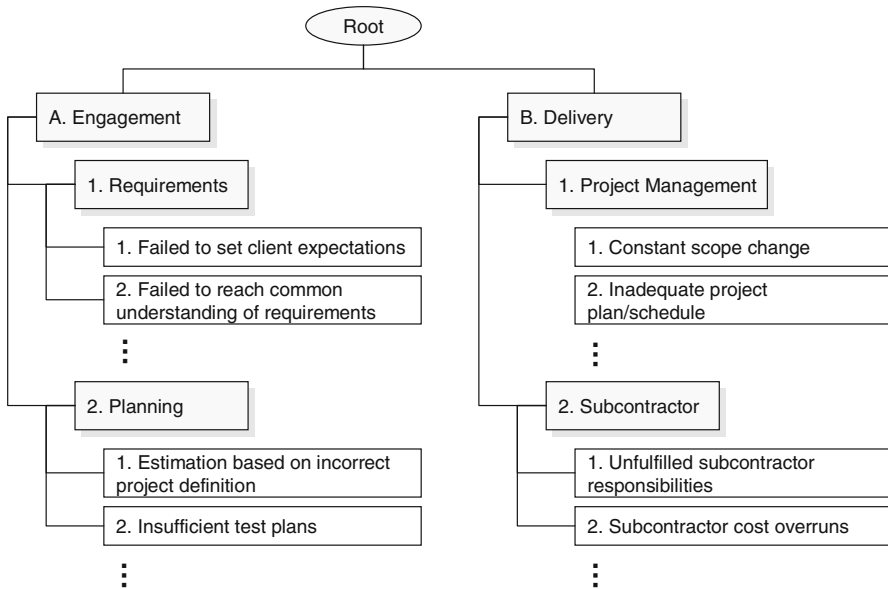 Root
A. Engagement
1. Requirements
1. Failed to set client expectations
2. Failed to reach common
understanding of requirements
2. Planning
1. Estimation based on incorrect
project definition
2. Insufficient test plans
B. Delivery
1. Project Management
1. Constant scope change
2. Inadequate project
plan/schedule
2. Subcontractor
1. Unfulfilled subcontractor
responsibilities
2. Subcontractor cost overruns